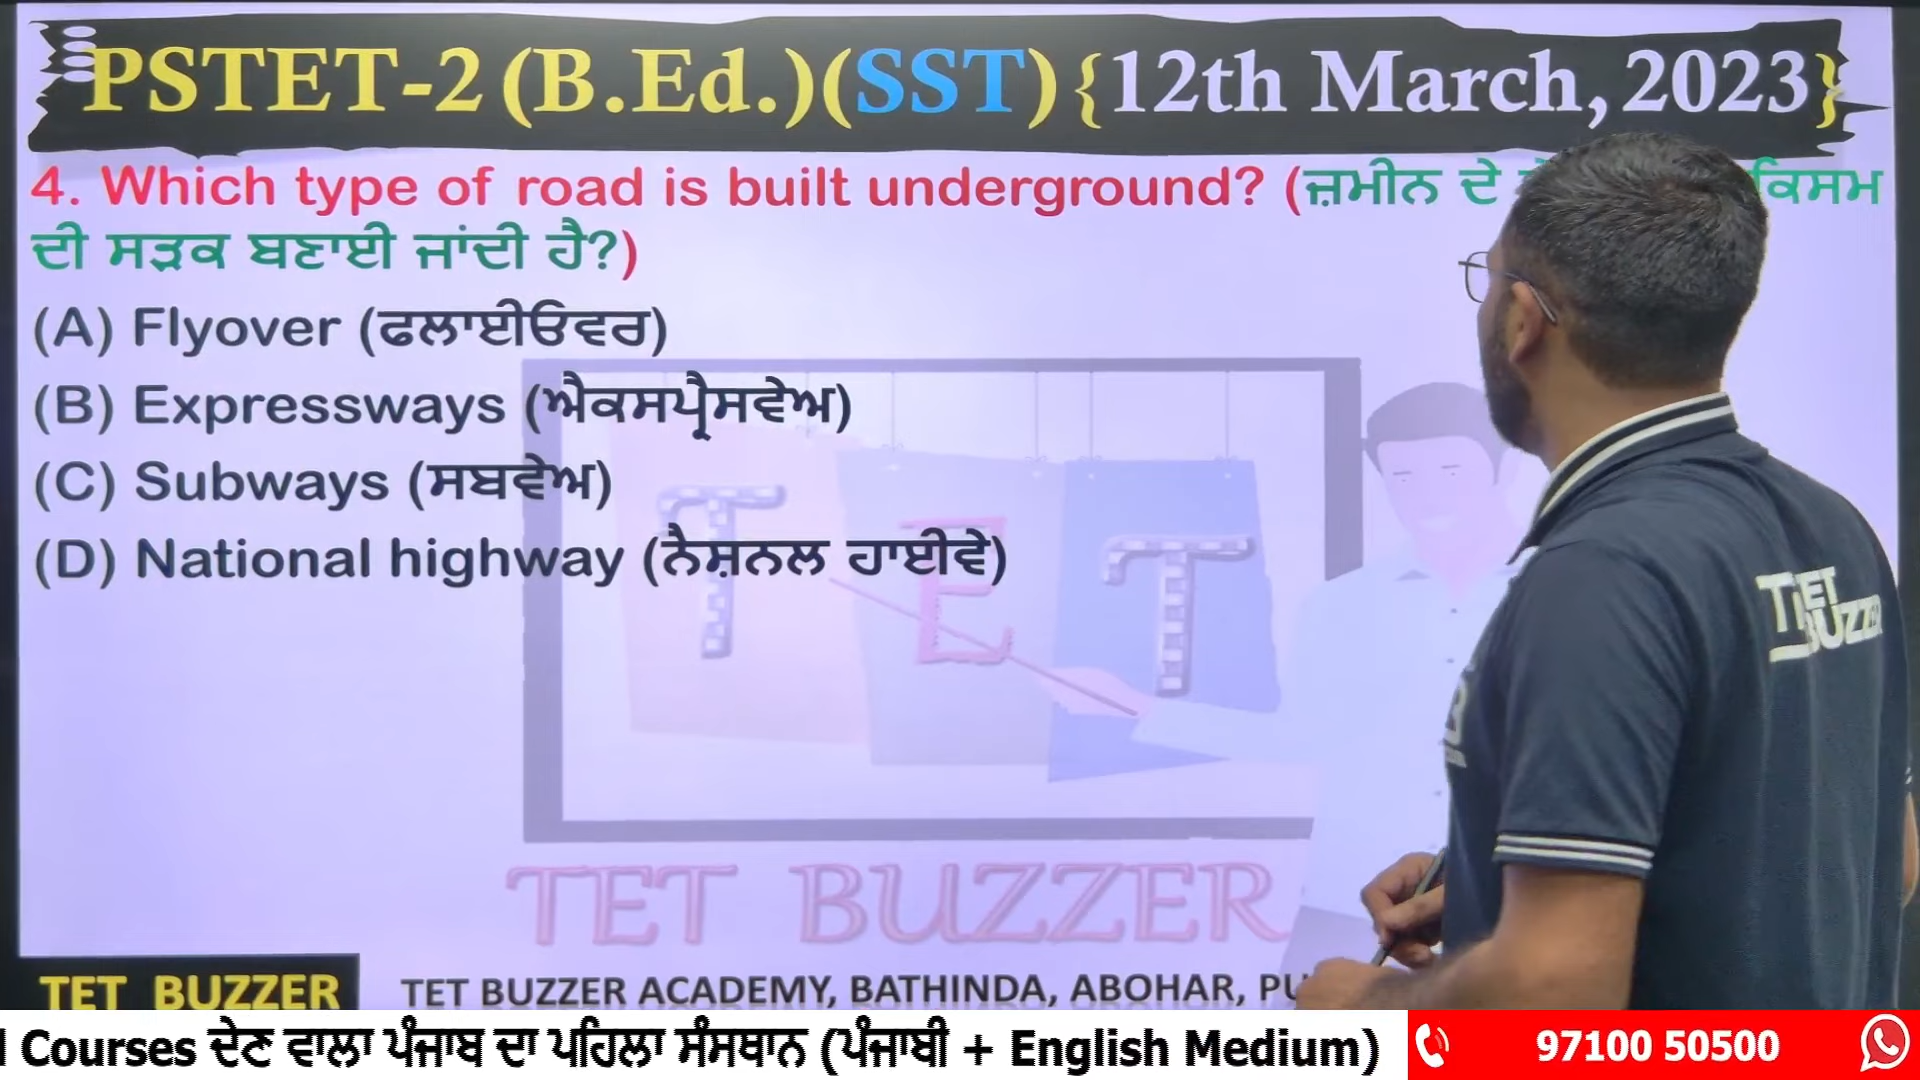 PSTET-2 (B.Ed.)(SST){12th March, 2023}
4. Which type of road is built underground? (ਜ਼ਮੀਨ ਦੇ ਕਿਸਮ
ਦੀ ਸੜਕ ਬਣਾਈ ਜਾਂਦੀ ਹੈ?)
(A) Flyover (ਫਲਾਈਓਵਰ)
(B) Expressways (ਐਕਸਪ੍ਰੈਸਵੇਅ)
(C) Subways (ਸਬਵੇਅ)
(D) National highway (ਨੈਸ਼ਨਲ ਹਾਈਵੇ)
T E T
TET BUZZER
TET BUZZER
TET BUZZER
TET BUZZER ACADEMY, BATHINDA, ABOHAR,
Courses ਦੇਣ ਵਾਲਾ ਪੰਜਾਬ ਦਾ ਪਹਿਲਾ ਸੰਸਥਾਨ (ਪੰਜਾਬੀ + English Medium)
97100 50500